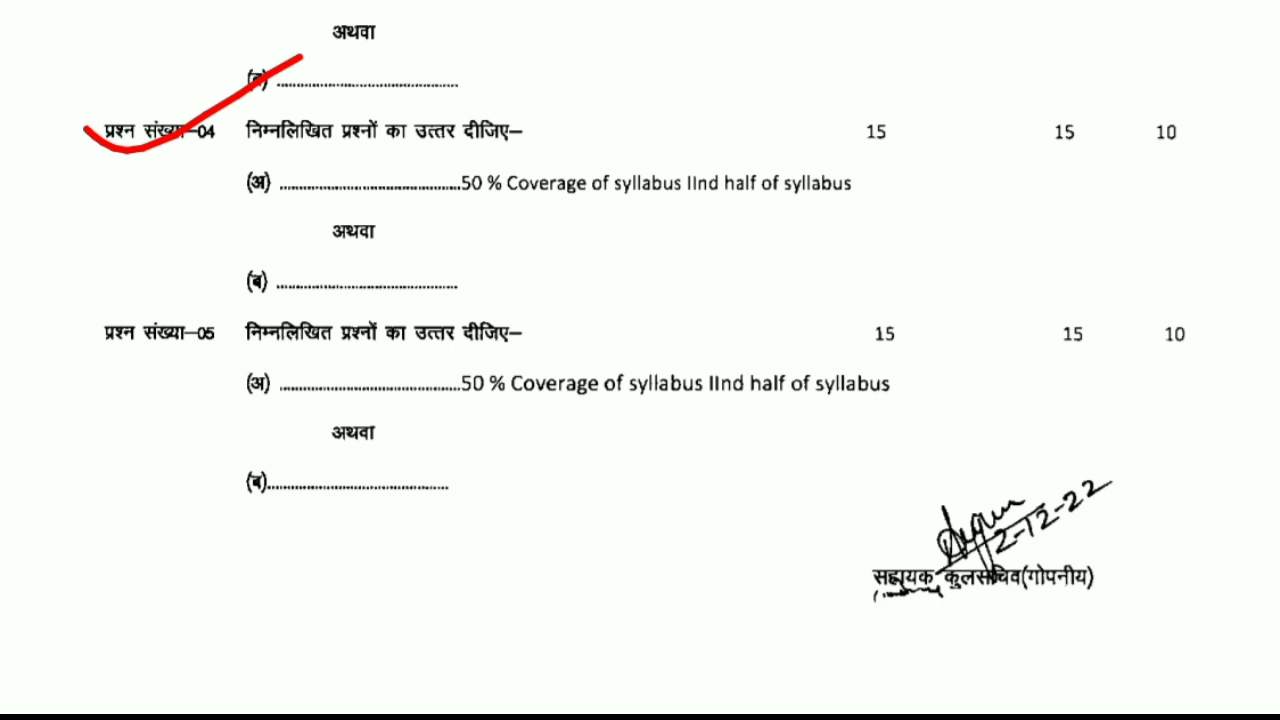 अथवा
(ब) ............................................
प्रश्न संख्या–04 निम्नलिखित प्रश्नों का उत्तर दीजिए– 15 15 10
(अ) ............................................50 % Coverage of syllabus IInd half of syllabus
अथवा
(ब) ............................................
प्रश्न संख्या–05 निम्नलिखित प्रश्नों का उत्तर दीजिए– 15 15 10
(अ) ............................................50 % Coverage of syllabus IInd half of syllabus
अथवा
(ब)............................................
2-12-22
सहायक कुलसचिव(गोपनीय)